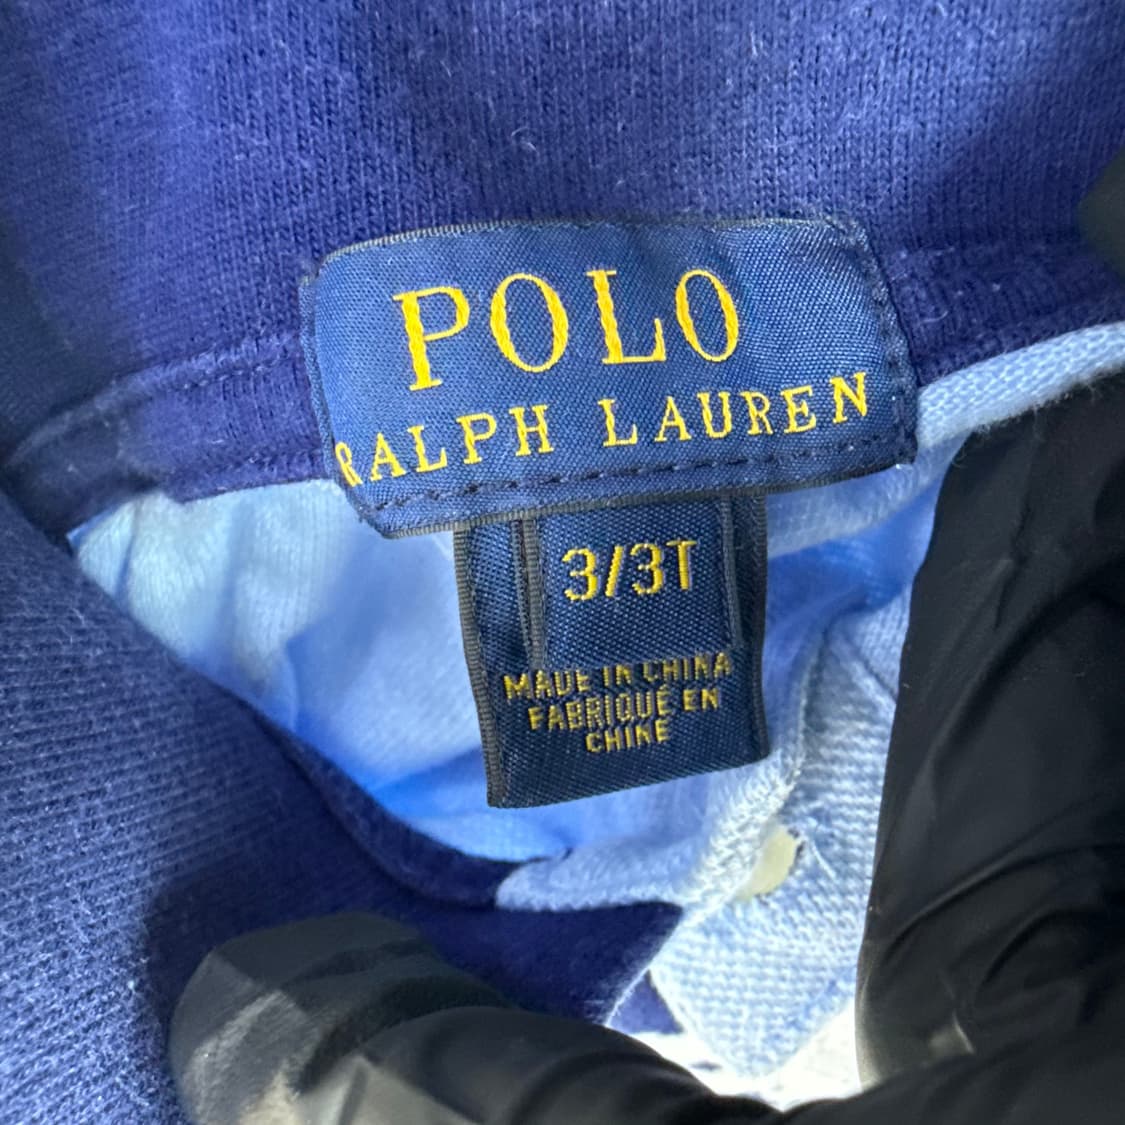 POLO
RALPH LAUREN
3/3T
MADE IN CHINA
FABRIQUÉ EN
CHINE